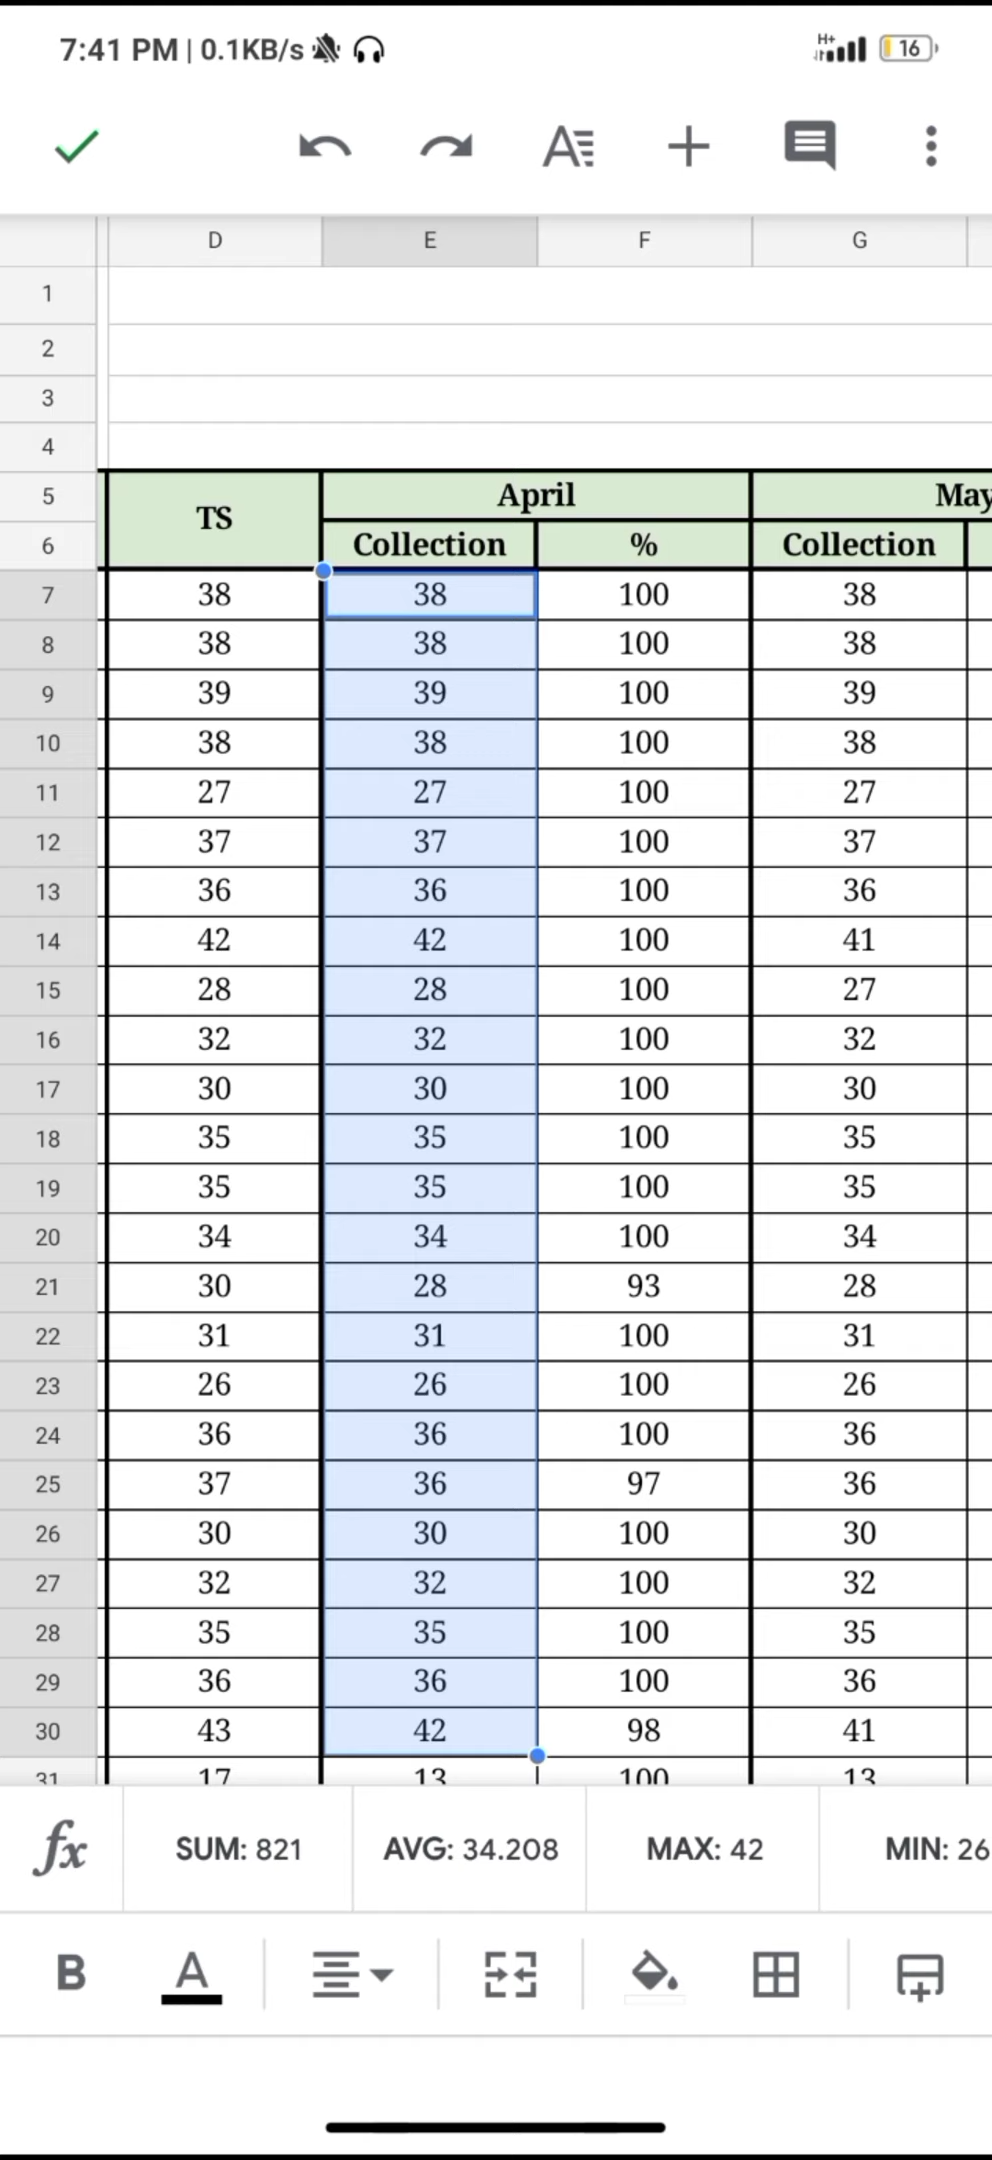 7:41 PM | 0.1KB/s H+ 16
D E F G
1
2
3
4
5 TS April May
6 Collection % Collection
7 38 38 100 38
8 38 38 100 38
9 39 39 100 39
10 38 38 100 38
11 27 27 100 27
12 37 37 100 37
13 36 36 100 36
14 42 42 100 41
15 28 28 100 27
16 32 32 100 32
17 30 30 100 30
18 35 35 100 35
19 35 35 100 35
20 34 34 100 34
21 30 28 93 28
22 31 31 100 31
23 26 26 100 26
24 36 36 100 36
25 37 36 97 36
26 30 30 100 30
27 32 32 100 32
28 35 35 100 35
29 36 36 100 36
30 43 42 98 41
31 17 13 100 13
fx SUM: 821 AVG: 34.208 MAX: 42 MIN: 26
B A